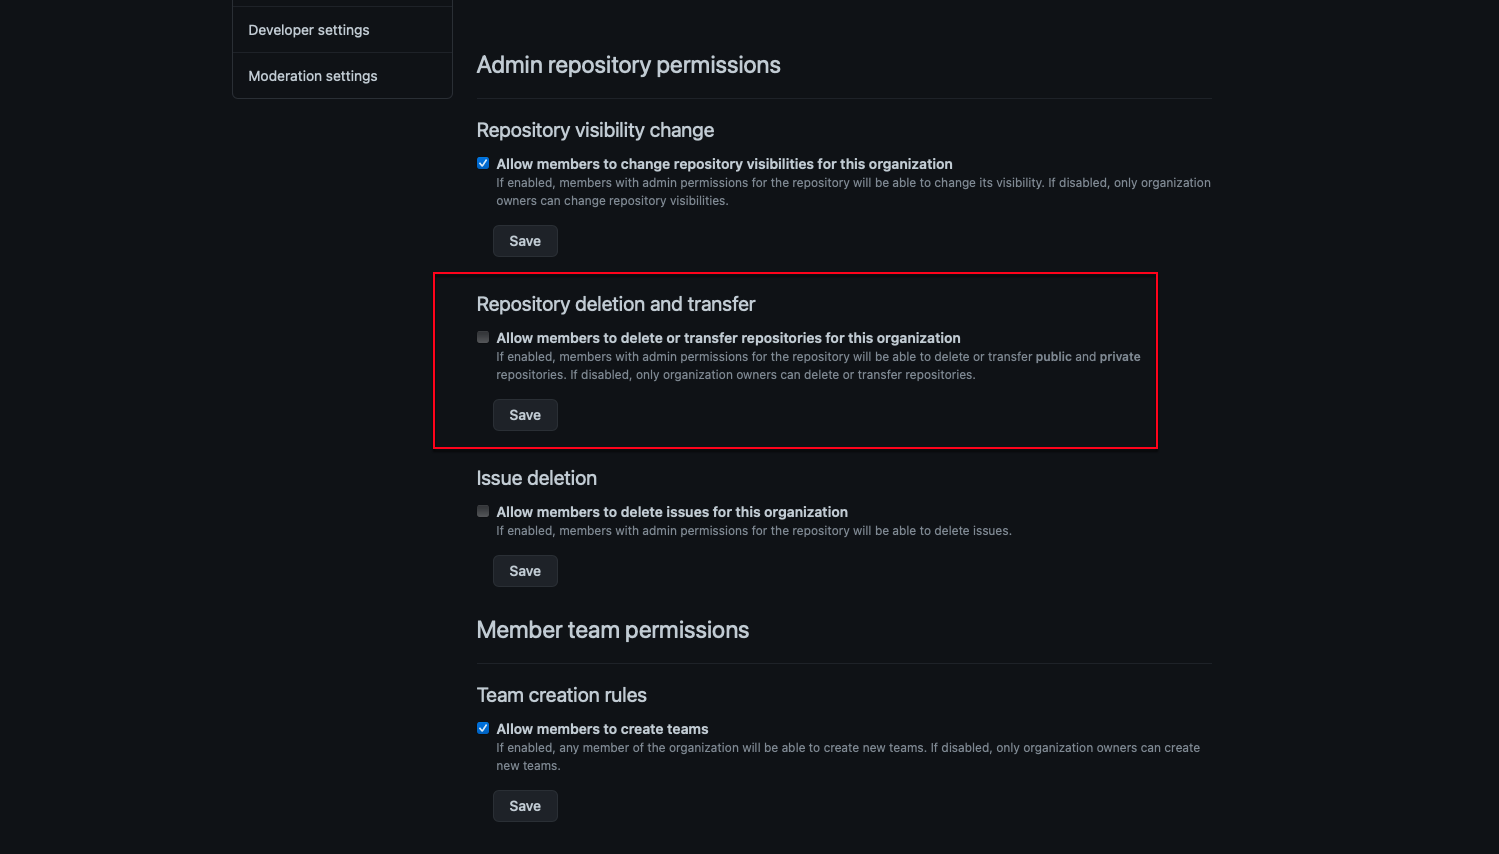 Developer settings
Moderation settings
Admin repository permissions
Repository visibility change
Allow members to change repository visibilities for this organization
If enabled, members with admin permissions for the repository will be able to change its visibility. If disabled, only organization
owners can change repository visibilities.
Save
Repository deletion and transfer
Allow members to delete or transfer repositories for this organization
If enabled, members with admin permissions for the repository will be able to delete or transfer public and private
repositories. If disabled, only organization owners can delete or transfer repositories.
Save
Issue deletion
Allow members to delete issues for this organization
If enabled, members with admin permissions for the repository will be able to delete issues.
Save
Member team permissions
Team creation rules
Allow members to create teams
If enabled, any member of the organization will be able to create new teams. If disabled, only organization owners can create
new teams.
Save